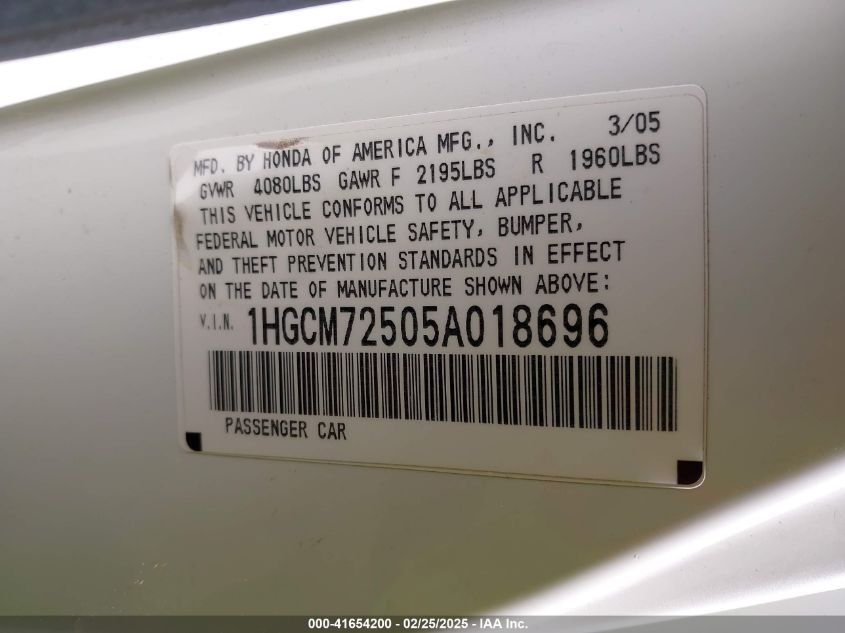 MFD. BY HONDA OF AMERICA MFG., INC. 3/05
GVWR 4080LBS GAWR F 2195LBS R 1960LBS
THIS VEHICLE CONFORMS TO ALL APPLICABLE
FEDERAL MOTOR VEHICLE SAFETY, BUMPER,
AND THEFT PREVENTION STANDARDS IN EFFECT
ON THE DATE OF MANUFACTURE SHOWN ABOVE:
V.I.N. 1HGCM72505A018696
PASSENGER CAR
000-41654200 - 02/25/2025 - IAA Inc.